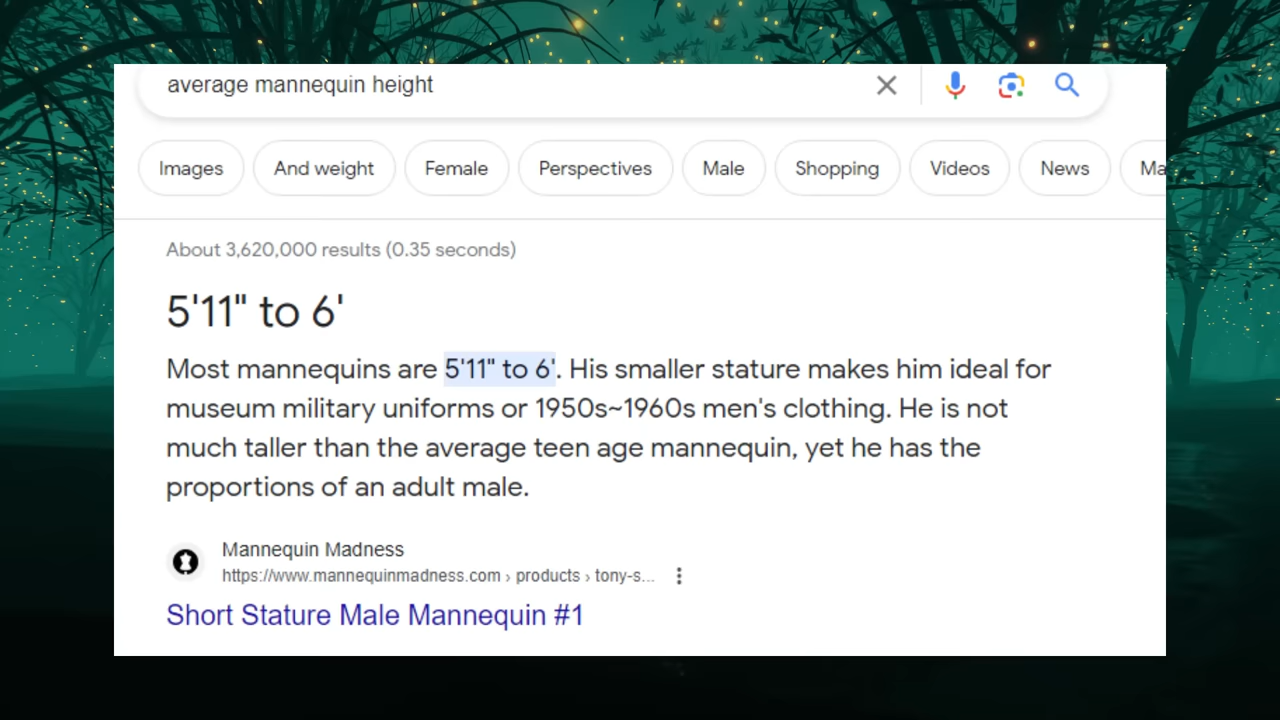 average mannequin height
Images And weight Female Perspectives Male Shopping Videos News Ma
About 3,620,000 results (0.35 seconds)
5'11" to 6'
Most mannequins are 5'11" to 6'. His smaller stature makes him ideal for
museum military uniforms or 1950s~1960s men's clothing. He is not
much taller than the average teen age mannequin, yet he has the
proportions of an adult male.
Mannequin Madness
https://www.mannequinmadness.com › products › tony-s...
Short Stature Male Mannequin #1